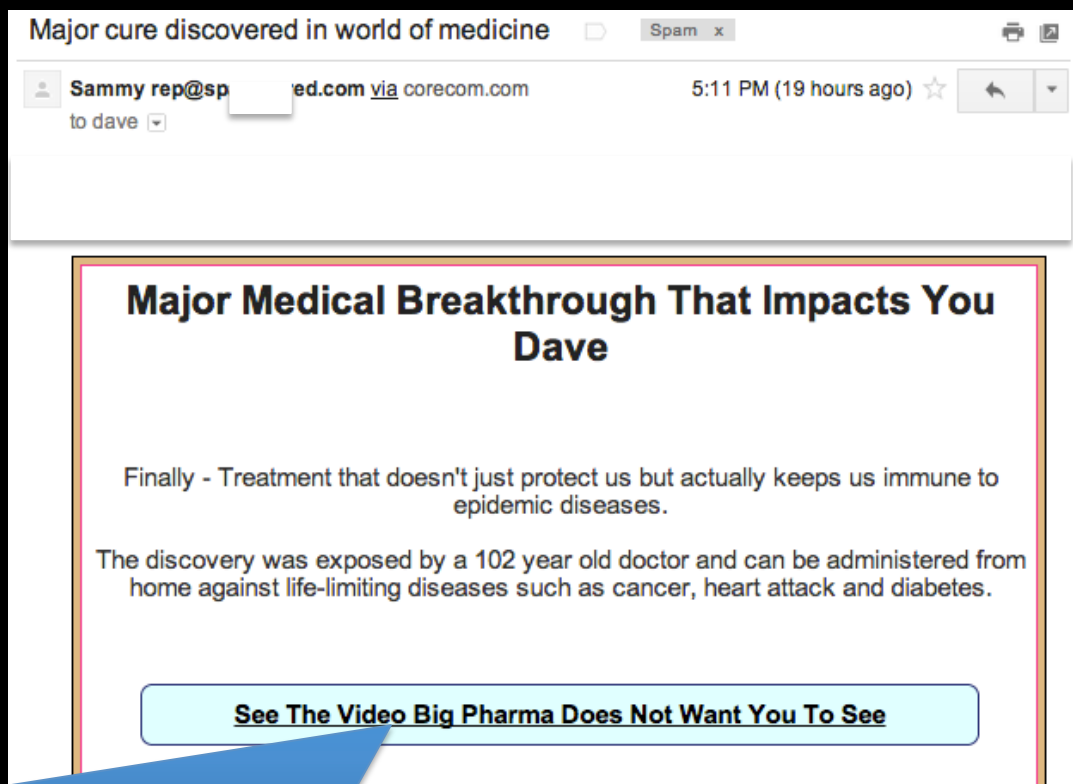 Major cure discovered in world of medicine Spam x
Sammy rep@sp ed.com via corecom.com 5:11 PM (19 hours ago)
to dave
Major Medical Breakthrough That Impacts You
Dave
Finally - Treatment that doesn't just protect us but actually keeps us immune to
epidemic diseases.
The discovery was exposed by a 102 year old doctor and can be administered from
home against life-limiting diseases such as cancer, heart attack and diabetes.
See The Video Big Pharma Does Not Want You To See